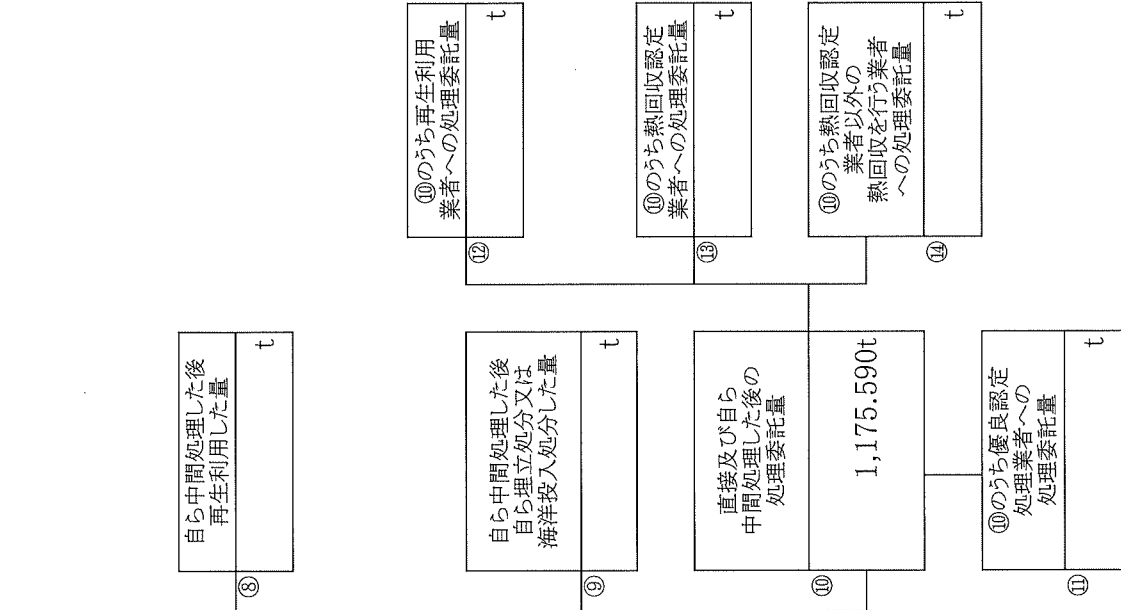 ⑧
自ら中間処理した後
再生利用した量
t
⑨
自ら中間処理した後
自ら埋立処分又は
海洋投入処分した量
t
⑩
直接及び自ら
中間処理した後の
処理委託量
1,175.590t
⑪
⑩のうち優良認定
処理業者への
処理委託量
t
⑫
⑩のうち再生利用
業者への処理委託量
t
⑬
⑩のうち熱回収認定
業者への処理委託量
t
⑭
⑩のうち熱回収認定
業者以外の
熱回収を行う業者
への処理委託量
t